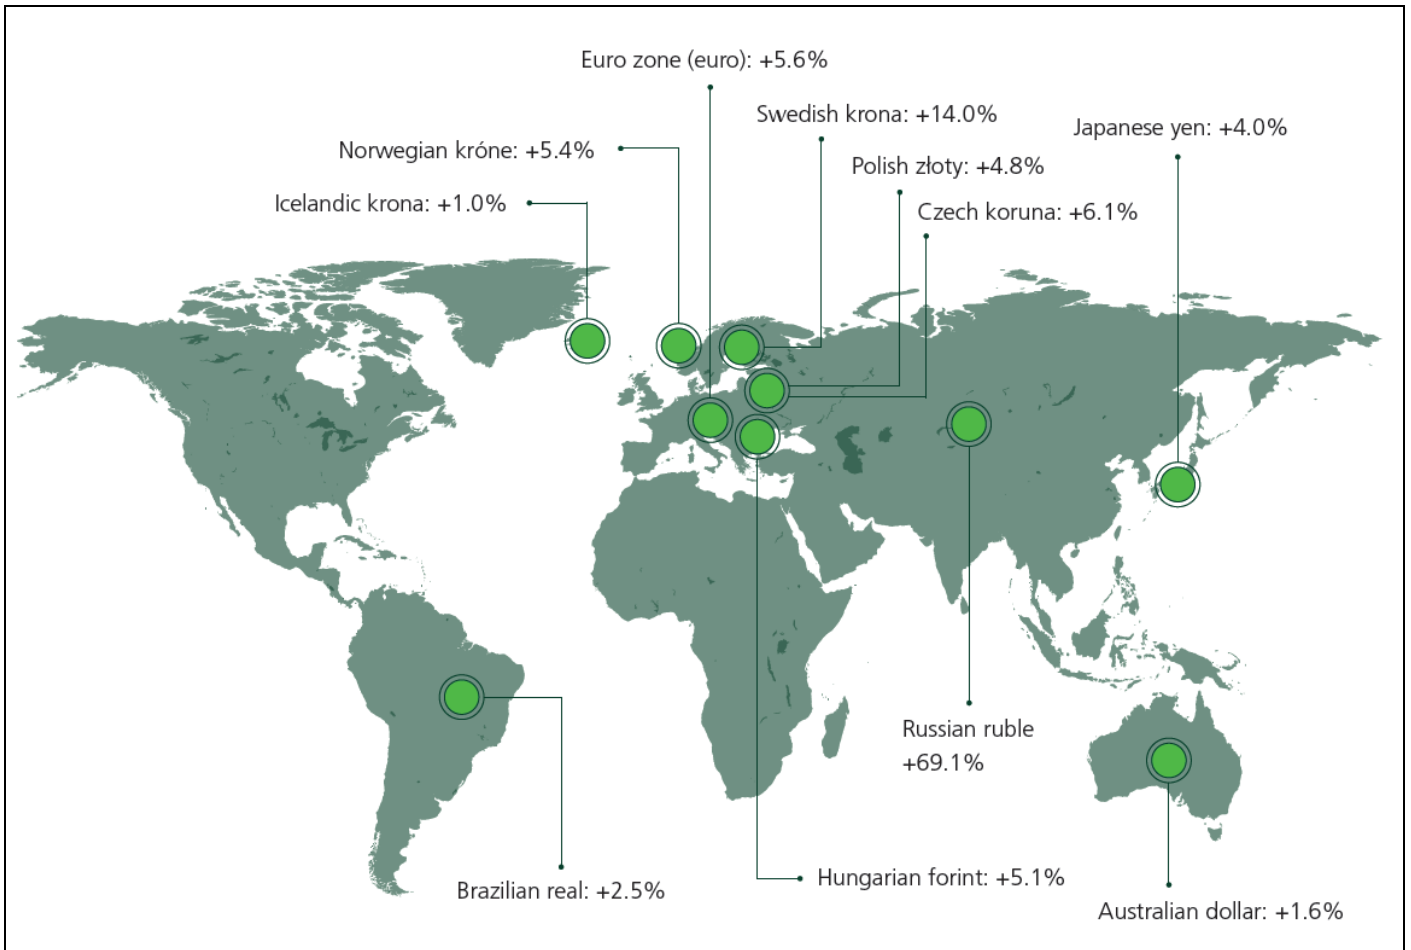 Euro zone (euro): +5.6%
Swedish krona: +14.0%
Japanese yen: +4.0%
Norwegian króne: +5.4%
Polish złoty: +4.8%
Icelandic krona: +1.0%
Czech koruna: +6.1%
Russian ruble
+69.1%
Brazilian real: +2.5%
Hungarian forint: +5.1%
Australian dollar: +1.6%